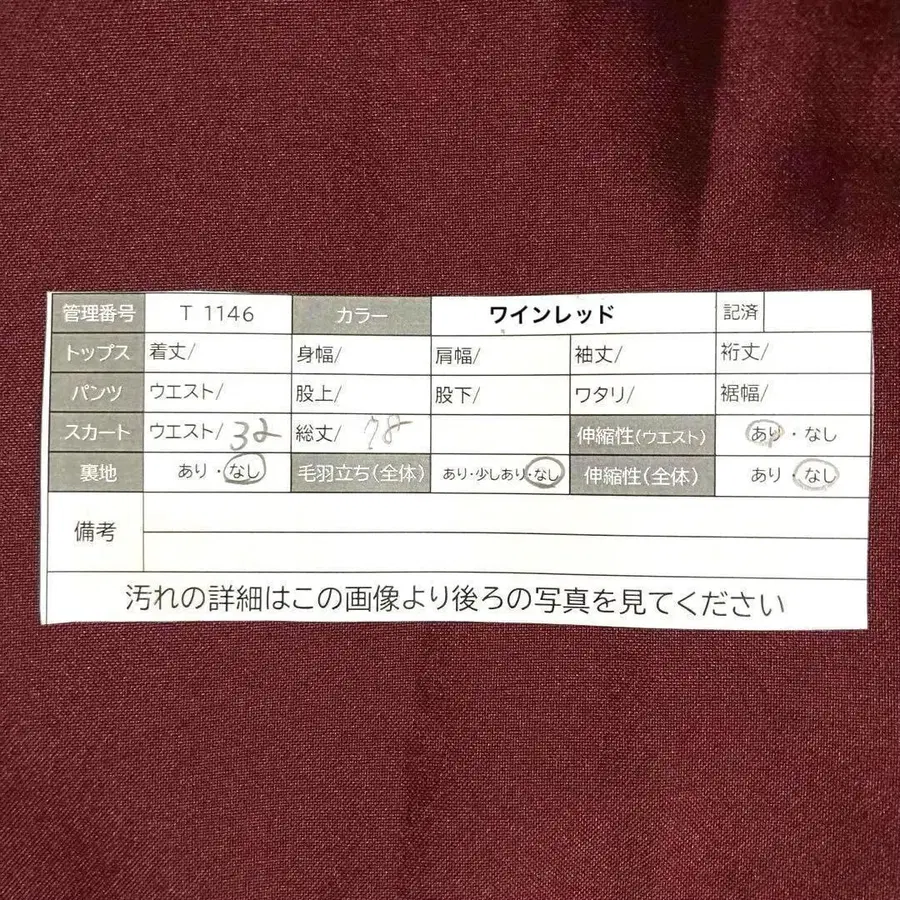 管理番号 T 1146 カラー ワインレッド 記済
トップス 着丈/ 身幅/ 肩幅/ 袖丈/ 裄丈/
パンツ ウエスト/ 股上/ 股下/ ワタリ/ 裾幅/
スカート ウエスト/ 32 総丈/ 78 伸縮性(ウエスト) あり・なし
裏地 あり・なし 毛羽立ち(全体) あり・少しあり・なし 伸縮性(全体) あり・なし
備考
汚れの詳細はこの画像より後ろの写真を見てください